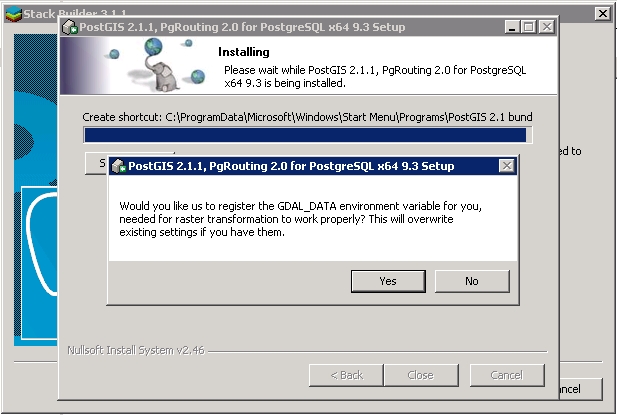 Stack Builder 3.1.1
PostGIS 2.1.1, PgRouting 2.0 for PostgreSQL x64 9.3 Setup
Installing
Please wait while PostGIS 2.1.1, PgRouting 2.0 for PostgreSQL
x64 9.3 is being installed.
Create shortcut: C:\ProgramData\Microsoft\Windows\Start Menu\Programs\PostGIS 2.1 bund
ed to
PostGIS 2.1.1, PgRouting 2.0 for PostgreSQL x64 9.3 Setup
Would you like us to register the GDAL_DATA environment variable for you,
needed for raster transformation to work properly? This will overwrite
existing settings if you have them.
Yes No
Nullsoft Install System v2.46
< Back Close Cancel
ncel